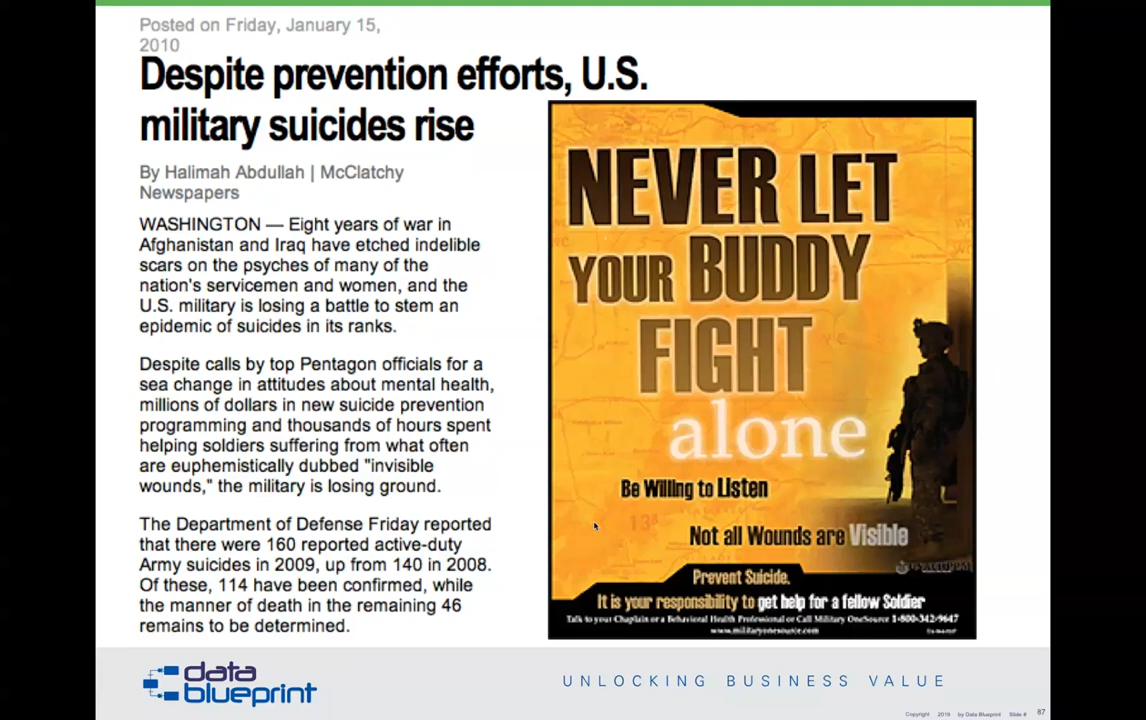 Posted on Friday, January 15,
2010
Despite prevention efforts, U.S.
military suicides rise
By Halimah Abdullah | McClatchy
Newspapers
WASHINGTON — Eight years of war in
Afghanistan and Iraq have etched indelible
scars on the psyches of many of the
nation's servicemen and women, and the
U.S. military is losing a battle to stem an
epidemic of suicides in its ranks.
Despite calls by top Pentagon officials for a
sea change in attitudes about mental health,
millions of dollars in new suicide prevention
programming and thousands of hours spent
helping soldiers suffering from what often
are euphemistically dubbed "invisible
wounds," the military is losing ground.
The Department of Defense Friday reported
that there were 160 reported active-duty
Army suicides in 2009, up from 140 in 2008.
Of these, 114 have been confirmed, while
the manner of death in the remaining 46
remains to be determined.
NEVER LET
YOUR BUDDY
FIGHT
alone
Be Willing to Listen
Not all Wounds are Visible
Prevent Suicide.
It is your responsibility to get help for a fellow Soldier
Talk to your Chaplain or a Behavioral Health Professional or Call Military OneSource 1-800-342-9647
www.militaryonesource.com
data
blueprint
UNLOCKING BUSINESS VALUE
Copyright 2019 by Data Blueprint Slide # 87